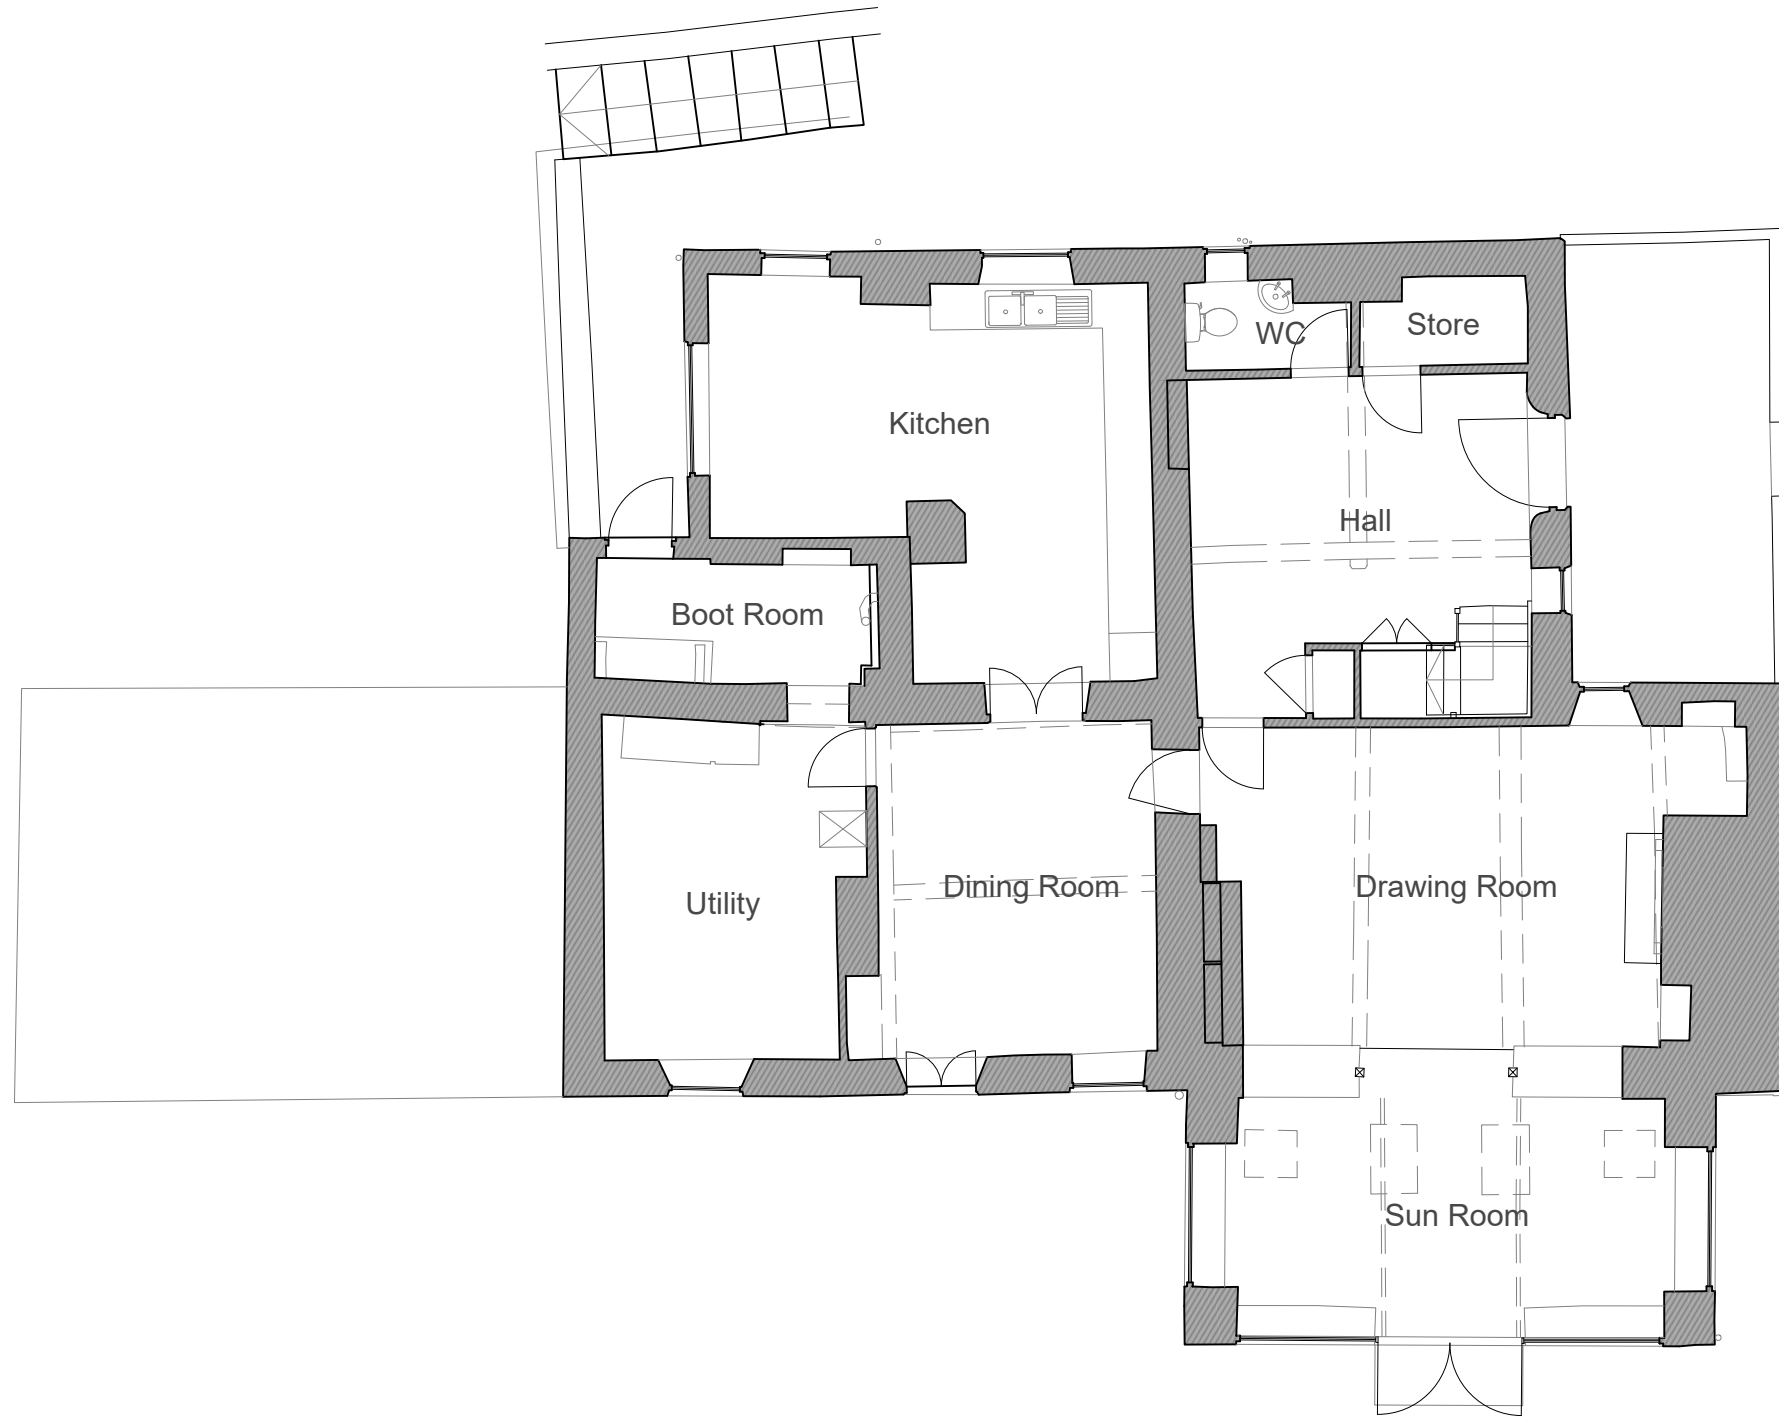 WC
Store
Kitchen
Hall
Boot Room
Utility
Dining Room
Drawing Room
Sun Room